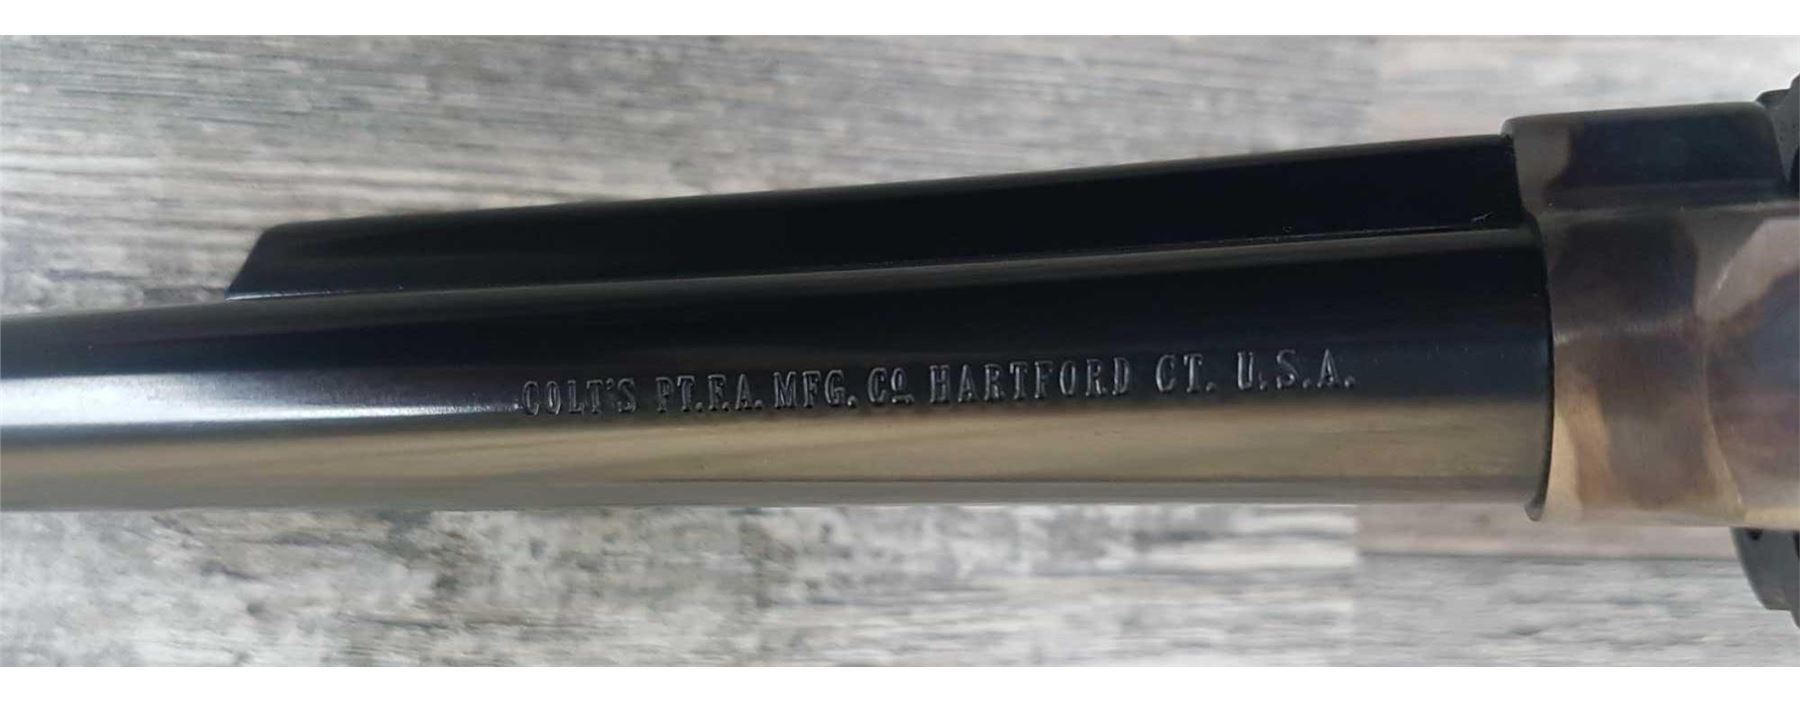 COLT'S PT.F.A. MFG. Cº HARTFORD CT. U.S.A.